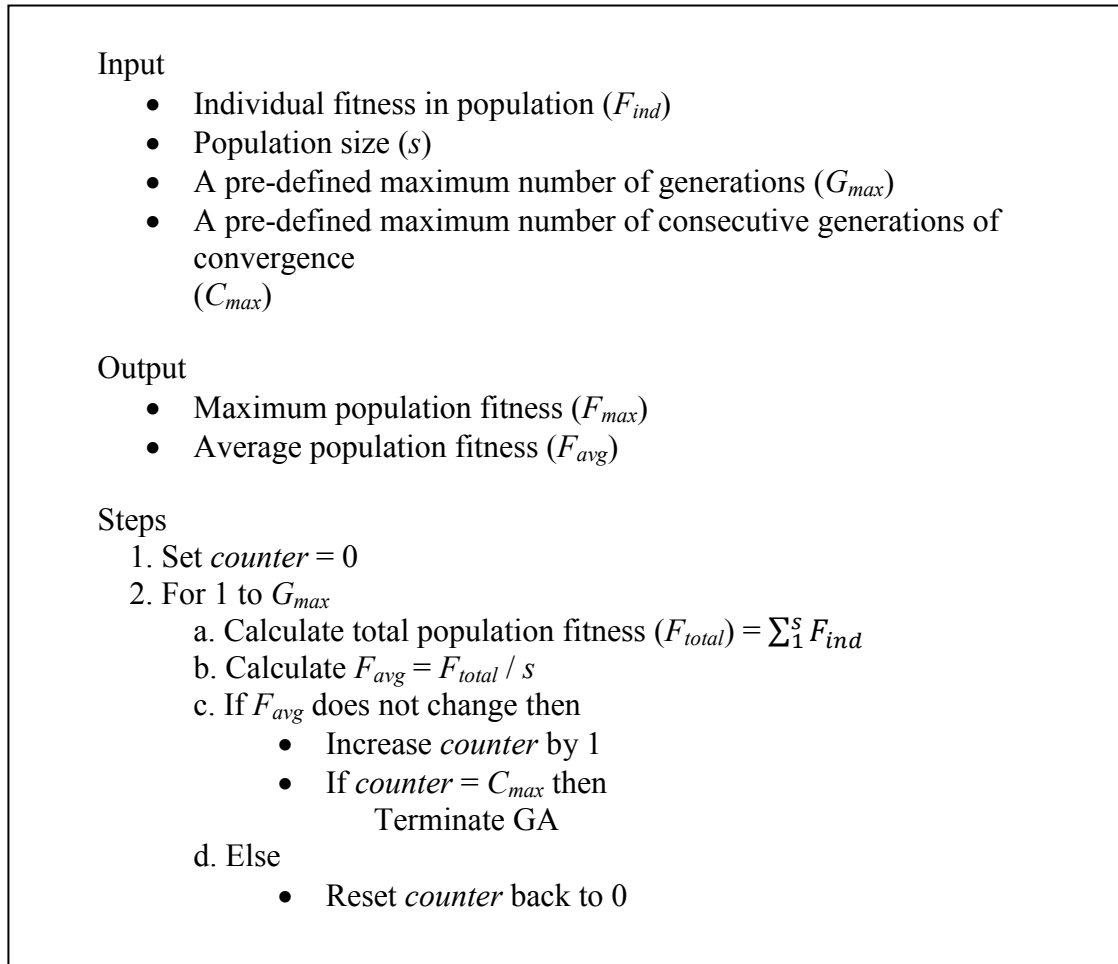 Input
• Individual fitness in population (F_ind)
• Population size (s)
• A pre-defined maximum number of generations (G_max)
• A pre-defined maximum number of consecutive generations of
convergence
(C_max)
Output
• Maximum population fitness (F_max)
• Average population fitness (F_avg)
Steps
1. Set counter = 0
2. For 1 to G_max
a. Calculate total population fitness (F_total) = ∑₁ˢ F_ind
b. Calculate F_avg = F_total / s
c. If F_avg does not change then
• Increase counter by 1
• If counter = C_max then
Terminate GA
d. Else
• Reset counter back to 0